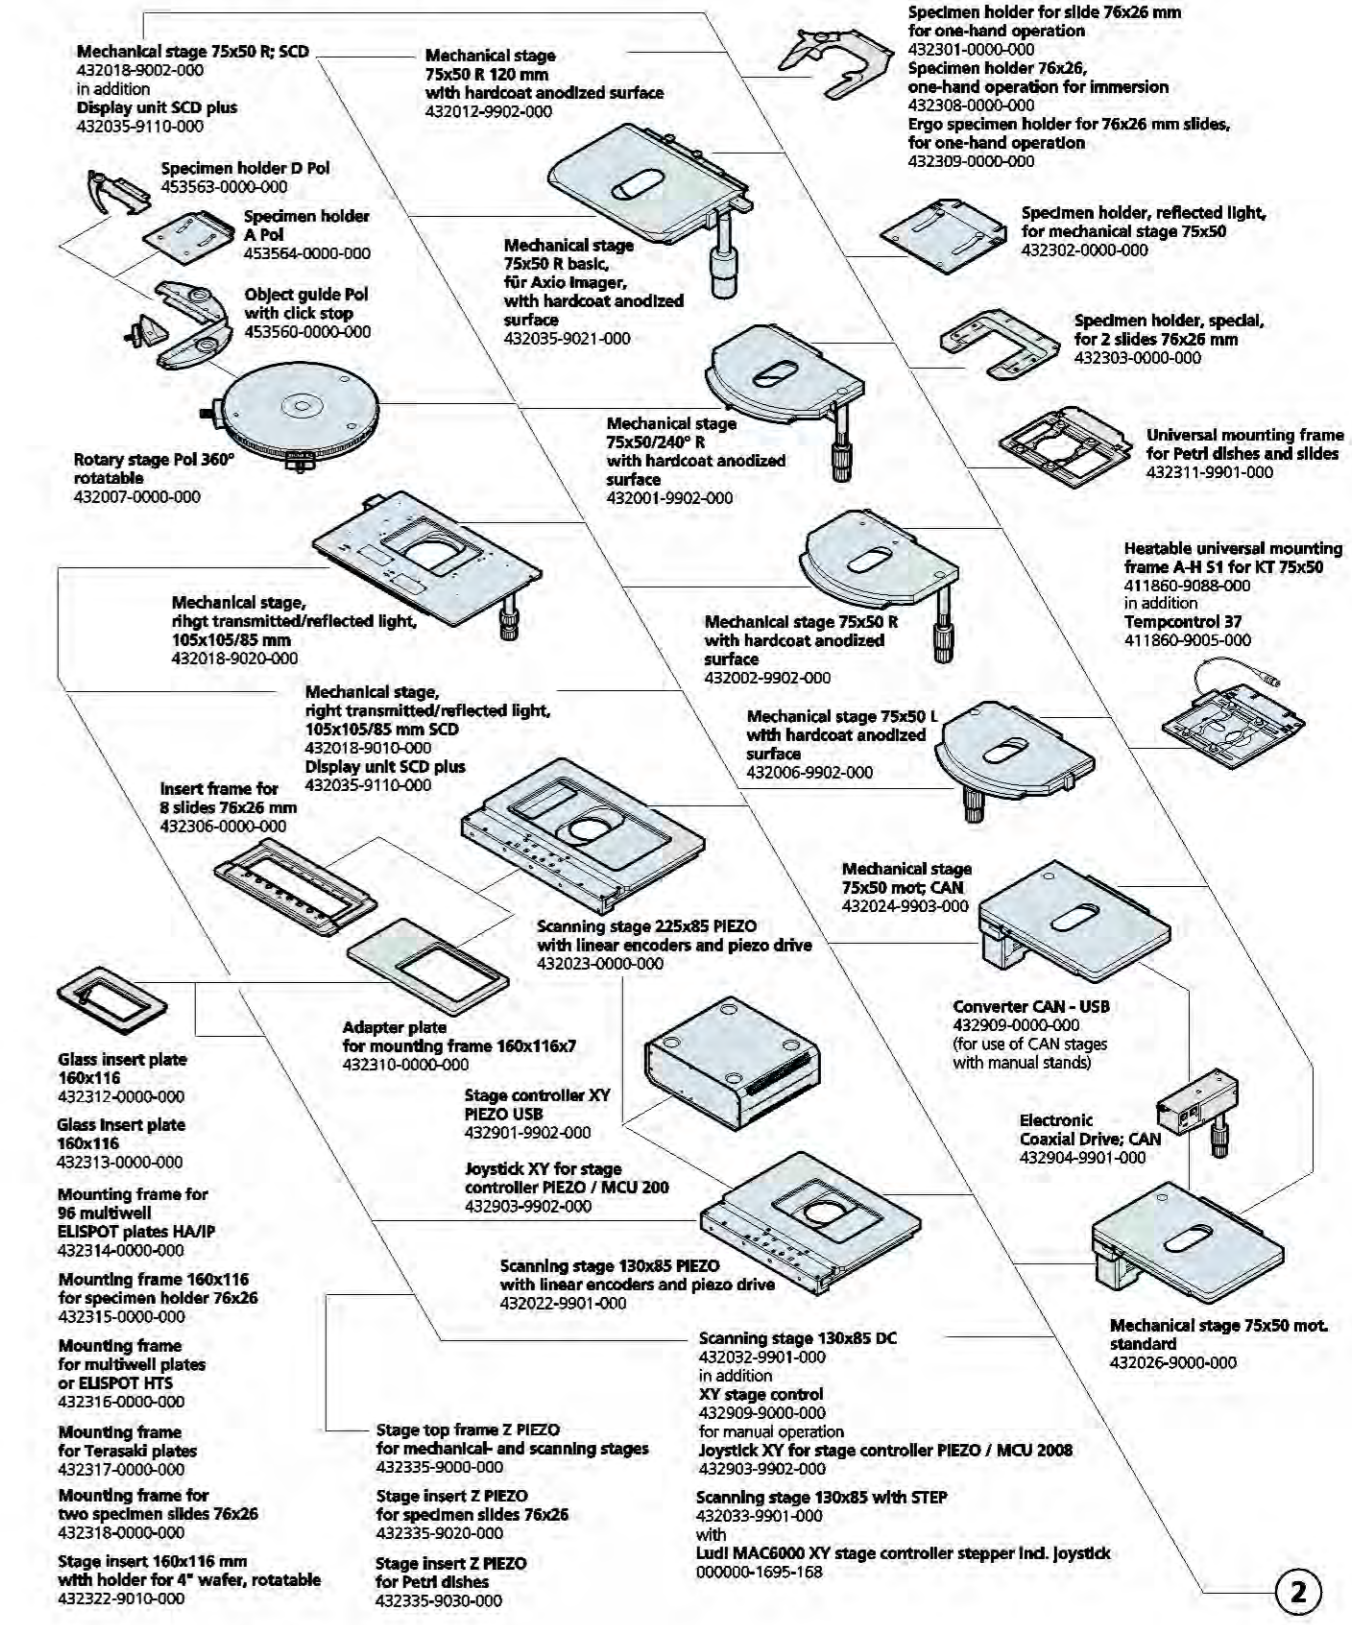 Mechanical stage 75x50 R; SCD
432018-9002-000
in addition
Display unit SCD plus
432035-9110-000
Mechanical stage
75x50 R 120 mm
with hardcoat anodized surface
432012-9902-000
Specimen holder for slide 76x26 mm
for one-hand operation
432301-0000-000
Specimen holder 76x26,
one-hand operation for immersion
432308-0000-000
Ergo specimen holder for 76x26 mm slides,
for one-hand operation
432309-0000-000
Specimen holder D Pol
453563-0000-000
Specimen holder
A Pol
453564-0000-000
Object guide Pol
with click stop
453560-0000-000
Mechanical stage
75x50 R basic,
für Axio Imager,
with hardcoat anodized
surface
432035-9021-000
Specimen holder, reflected light,
for mechanical stage 75x50
432302-0000-000
Specimen holder, special,
for 2 slides 76x26 mm
432303-0000-000
Rotary stage Pol 360°
rotatable
432007-0000-000
Mechanical stage
75x50/240° R
with hardcoat anodized
surface
432001-9902-000
Universal mounting frame
for Petri dishes and slides
432311-9901-000
Heatable universal mounting
frame A-H S1 for KT 75x50
411860-9088-000
in addition
Tempcontrol 37
411860-9005-000
Mechanical stage,
rihgt transmitted/reflected light,
105x105/85 mm
432018-9020-000
Mechanical stage 75x50 R
with hardcoat anodized
surface
432002-9902-000
Mechanical stage,
right transmitted/reflected light,
105x105/85 mm SCD
432018-9010-000
Display unit SCD plus
432035-9110-000
Mechanical stage 75x50 L
with hardcoat anodized
surface
432006-9902-000
Insert frame for
8 slides 76x26 mm
432306-0000-000
Mechanical stage
75x50 mot; CAN
432024-9903-000
Scanning stage 225x85 PIEZO
with linear encoders and piezo drive
432023-0000-000
Converter CAN - USB
432909-0000-000
(for use of CAN stages
with manual stands)
Adapter plate
for mounting frame 160x116x7
432310-0000-000
Glass insert plate
160x116
432312-0000-000
Glass Insert plate
160x116
432313-0000-000
Mounting frame for
96 multiwell
ELISPOT plates HA/IP
432314-0000-000
Mounting frame 160x116
for specimen holder 76x26
432315-0000-000
Mounting frame
for multiwell plates
or ELISPOT HTS
432316-0000-000
Mounting frame
for Terasaki plates
432317-0000-000
Mounting frame for
two specimen slides 76x26
432318-0000-000
Stage insert 160x116 mm
with holder for 4" wafer, rotatable
432322-9010-000
Stage controller XY
PIEZO USB
432901-9902-000
Joystick XY for stage
controller PIEZO / MCU 200
432903-9902-000
Electronic
Coaxial Drive; CAN
432904-9901-000
Scanning stage 130x85 PIEZO
with linear encoders and piezo drive
432022-9901-000
Mechanical stage 75x50 mot.
standard
432026-9000-000
Scanning stage 130x85 DC
432032-9901-000
in addition
XY stage control
432909-9000-000
for manual operation
Joystick XY for stage controller PIEZO / MCU 2008
432903-9902-000
Scanning stage 130x85 with STEP
432033-9901-000
with
Ludl MAC6000 XY stage controller stepper incl. joystick
000000-1695-168
Stage top frame Z PIEZO
for mechanical- and scanning stages
432335-9000-000
Stage insert Z PIEZO
for specimen slides 76x26
432335-9020-000
Stage insert Z PIEZO
for Petri dishes
432335-9030-000
2